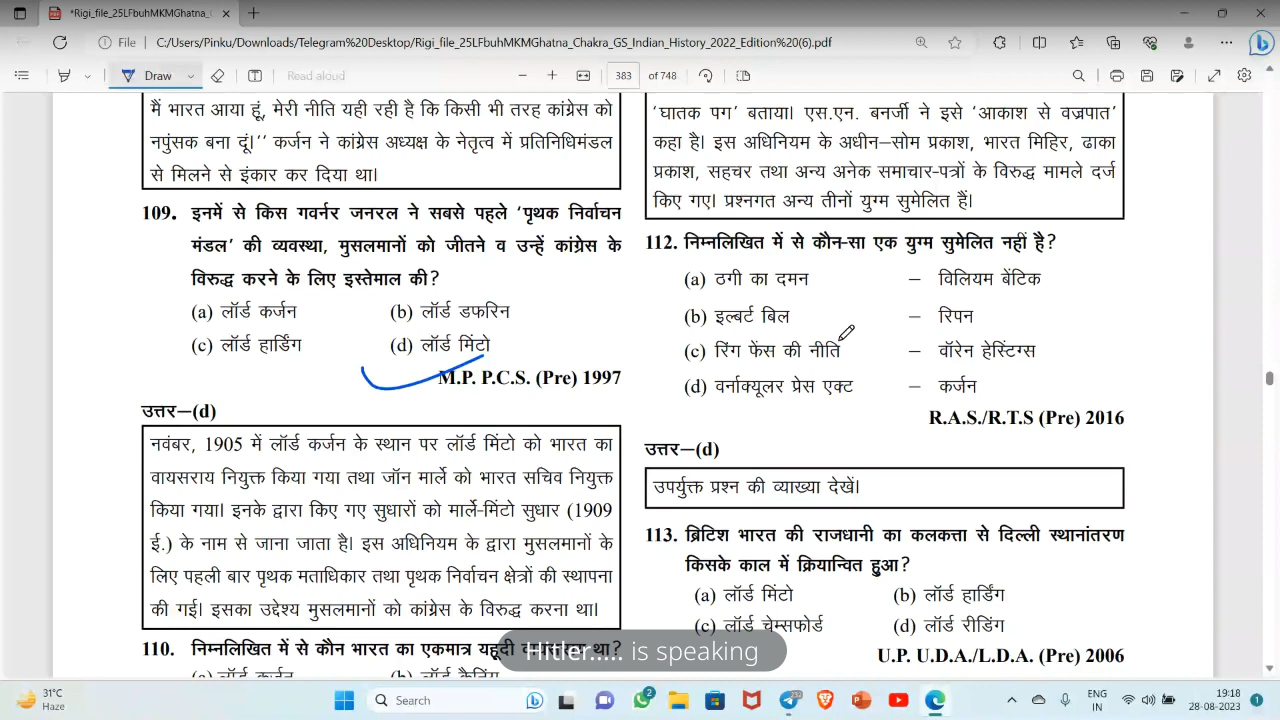 *Rigi_file_25LFbuhMKMGhatna_
File
C:/Users/Pinku/Downloads/Telegram%20Desktop/Rigi_file_25LFbuhMKMGhatna_Chakra_GS_Indian_History_2022_Edition%20(6).pdf
Draw
Read aloud
383 of 748
में भारत आया हूं, मेरी नीति यही रही है कि किसी भी तरह कांग्रेस को
नपुंसक बना दूं।'' कर्जन ने कांग्रेस अध्यक्ष के नेतृत्व में प्रतिनिधिमंडल
से मिलने से इंकार कर दिया था।
109. इनमें से किस गवर्नर जनरल ने सबसे पहले 'पृथक निर्वाचन
मंडल' की व्यवस्था, मुसलमानों को जीतने व उन्हें कांग्रेस के
विरुद्ध करने के लिए इस्तेमाल की?
(a) लॉर्ड कर्जन (b) लॉर्ड डफरिन
(c) लॉर्ड हार्डिंग (d) लॉर्ड मिंटो
M.P. P.C.S. (Pre) 1997
उत्तर—(d)
नवंबर, 1905 में लॉर्ड कर्जन के स्थान पर लॉर्ड मिंटो को भारत का
वायसराय नियुक्त किया गया तथा जॉन मार्ले को भारत सचिव नियुक्त
किया गया। इनके द्वारा किए गए सुधारों को मार्ले-मिंटो सुधार (1909
ई.) के नाम से जाना जाता है। इस अधिनियम के द्वारा मुसलमानों के
लिए पहली बार पृथक मताधिकार तथा पृथक निर्वाचन क्षेत्रों की स्थापना
की गई। इसका उद्देश्य मुसलमानों को कांग्रेस के विरुद्ध करना था।
110. निम्नलिखित में से कौन भारत का एकमात्र यहूदी था?
(a) लॉर्ड कर्जन (b) लॉर्ड कैनिंग
'घातक पग' बताया। एस.एन. बनर्जी ने इसे 'आकाश से वज्रपात'
कहा है। इस अधिनियम के अधीन—सोम प्रकाश, भारत मिहिर, ढाका
प्रकाश, सहचर तथा अन्य अनेक समाचार-पत्रों के विरुद्ध मामले दर्ज
किए गए। प्रश्नगत अन्य तीनों युग्म सुमेलित हैं।
112. निम्नलिखित में से कौन-सा एक युग्म सुमेलित नहीं है?
(a) ठगी का दमन – विलियम बेंटिक
(b) इल्बर्ट बिल – रिपन
(c) रिंग फेंस की नीति – वॉरेन हेस्टिंग्स
(d) वर्नाक्यूलर प्रेस एक्ट – कर्जन
R.A.S./R.T.S (Pre) 2016
उत्तर—(d)
उपर्युक्त प्रश्न की व्याख्या देखें।
113. ब्रिटिश भारत की राजधानी का कलकत्ता से दिल्ली स्थानांतरण
किसके काल में क्रियान्वित हुआ?
(a) लॉर्ड मिंटो (b) लॉर्ड हार्डिंग
(c) लॉर्ड चेम्सफोर्ड (d) लॉर्ड रीडिंग
U.P. U.D.A./L.D.A. (Pre) 2006
Hitler..... is speaking
31°C
Haze
Search
2
232
ENG
IN
19:18
28-08-2023
1